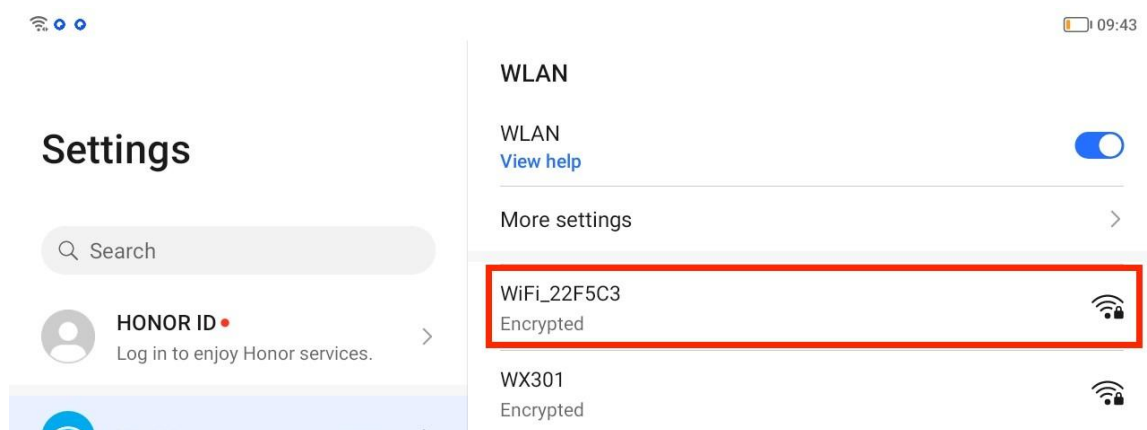 09:43
Settings
Search
HONOR ID
Log in to enjoy Honor services.
WLAN
WLAN
View help
More settings
WiFi_22F5C3
Encrypted
WX301
Encrypted